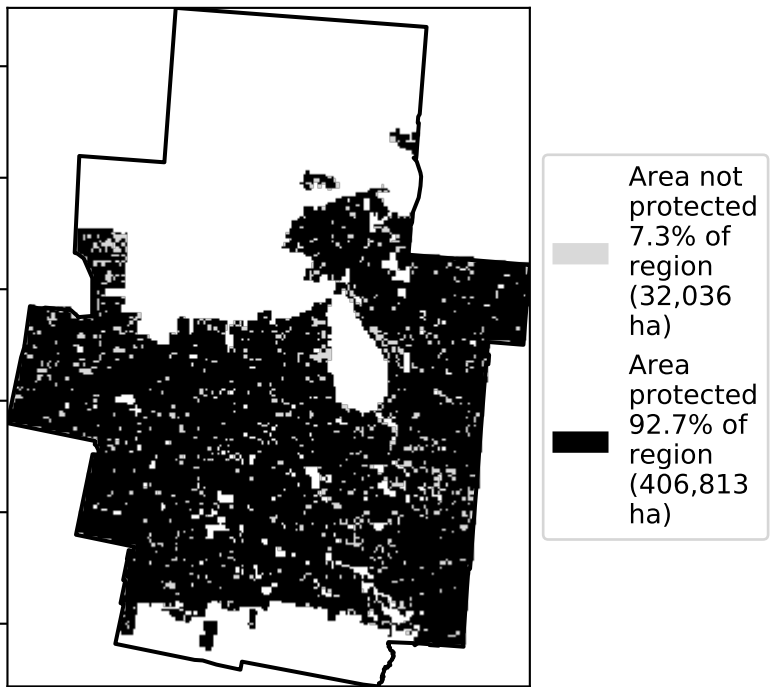 Area not
protected
7.3% of
region
(32,036
ha)
Area
protected
92.7% of
region
(406,813
ha)